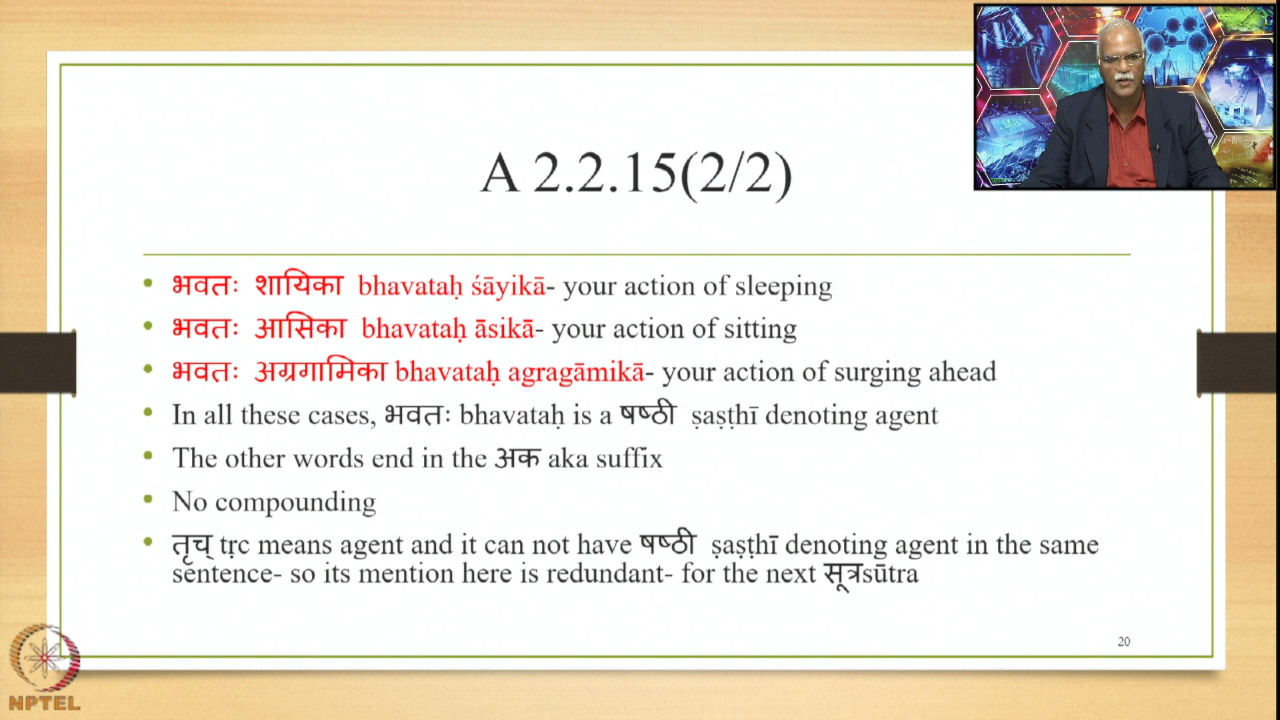 A 2.2.15(2/2)
• भवतः शायिका bhavataḥ śāyikā- your action of sleeping
• भवतः आसिका bhavataḥ āsikā- your action of sitting
• भवतः अग्रगामिका bhavataḥ agragāmikā- your action of surging ahead
• In all these cases, भवतः bhavataḥ is a षष्ठी ṣaṣṭhī denoting agent
• The other words end in the अक aka suffix
• No compounding
• तृच् tṛc means agent and it can not have षष्ठी ṣaṣṭhī denoting agent in the same
sentence- so its mention here is redundant- for the next सूत्रsūtra
20
NPTEL